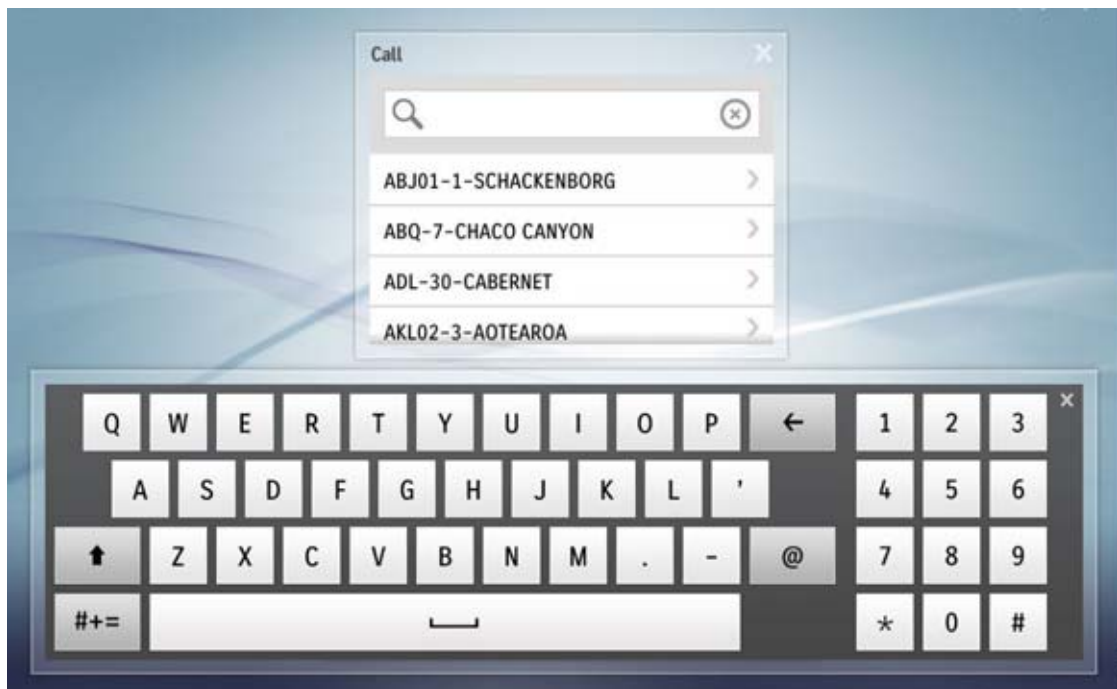 Call
ABJ01-1-SCHACKENBORG
ABQ-7-CHACO CANYON
ADL-30-CABERNET
AKL02-3-AOTEAROA
Q W E R T Y U I O P ← 1 2 3
A S D F G H J K L ' 4 5 6
Z X C V B N M . - @ 7 8 9
#+= * 0 #